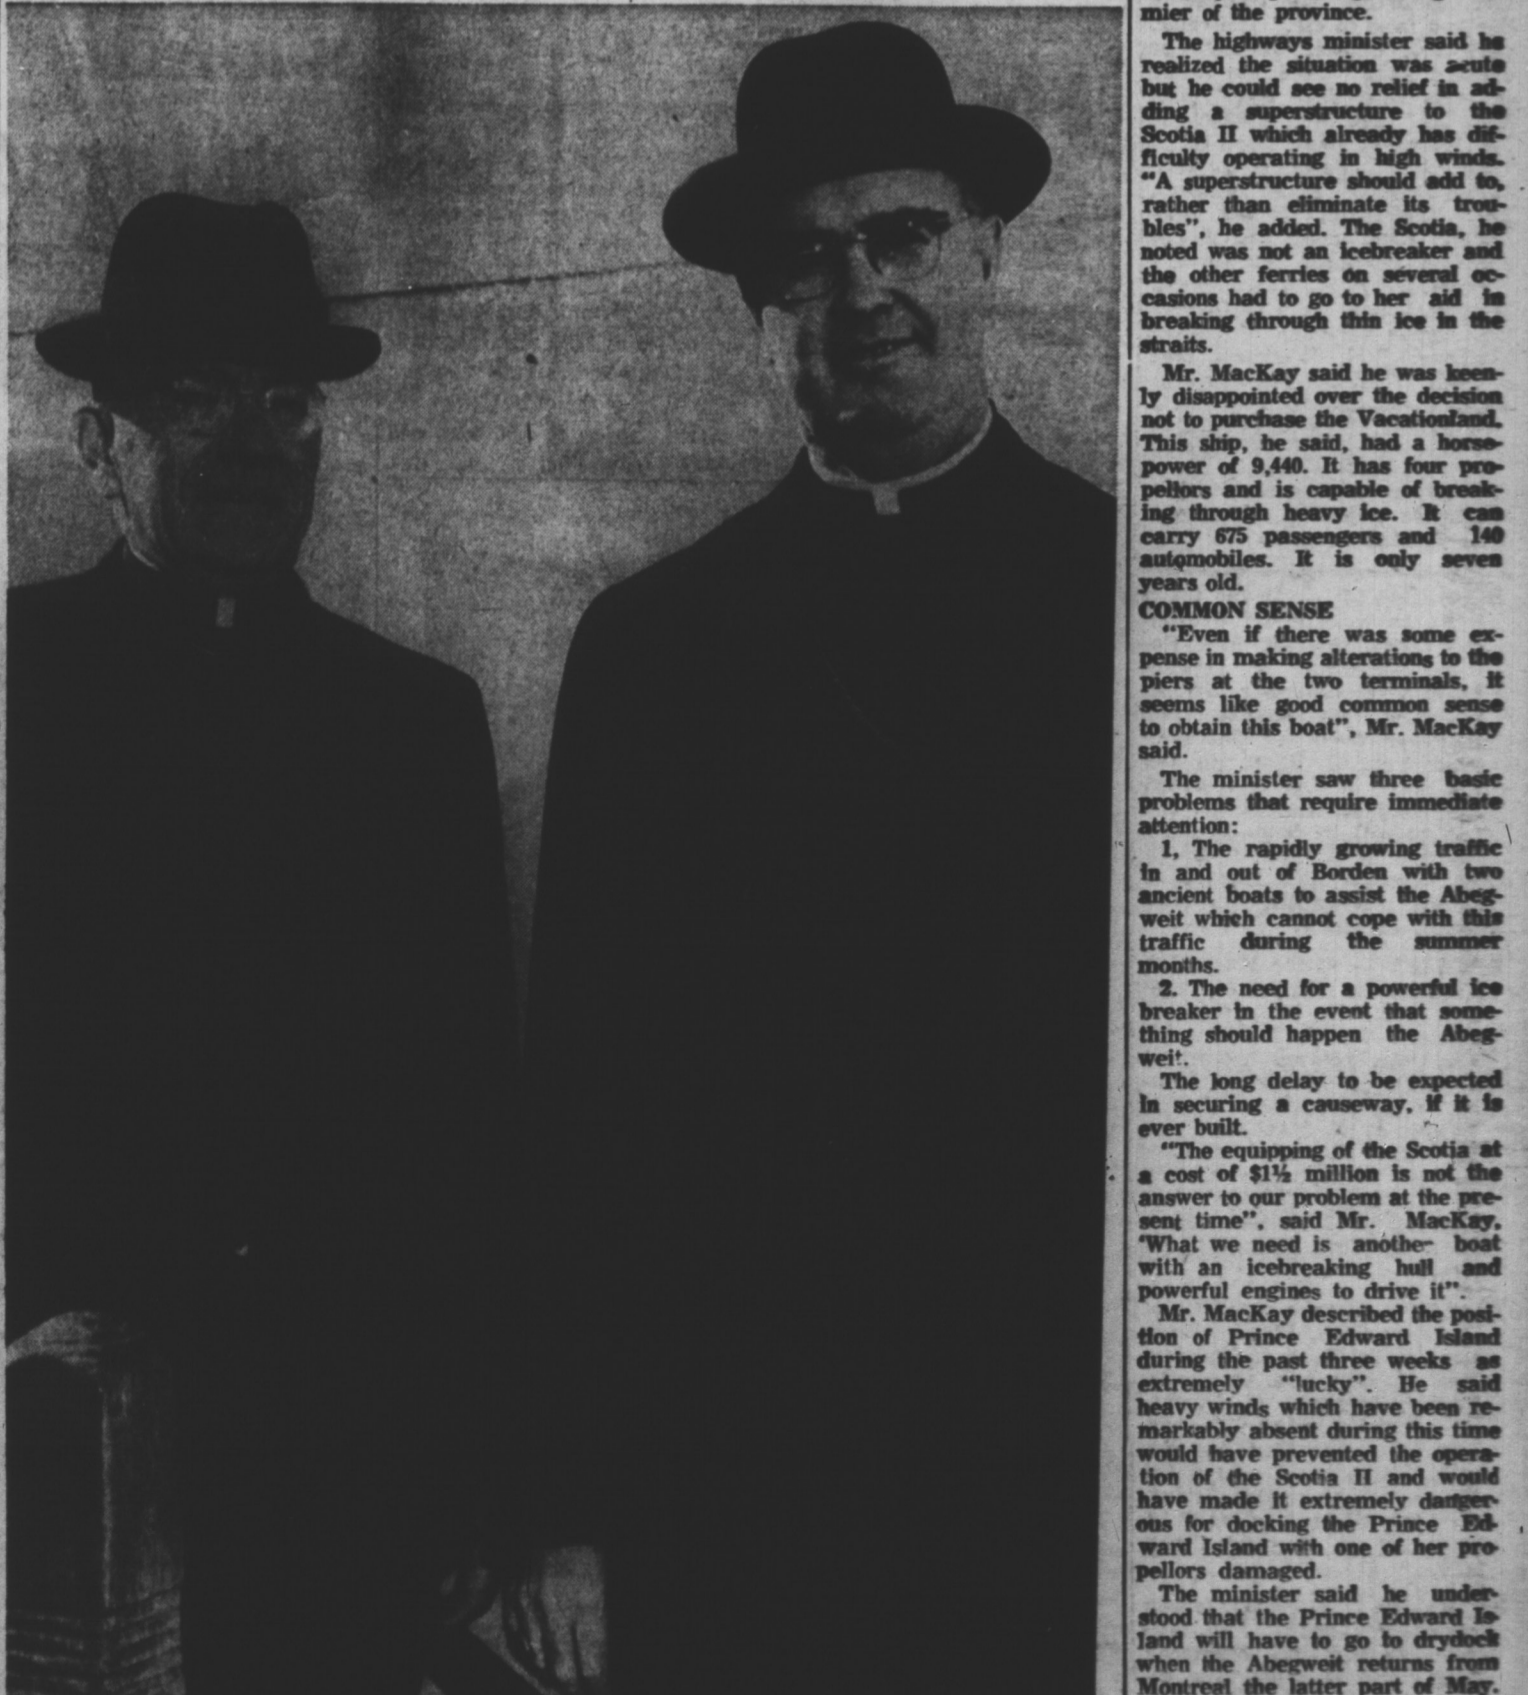 mier of the province.
The highways minister said he
realized the situation was acute
but he could see no relief in ad-
ding a superstructure to the
Scotia II which already has dif-
ficulty operating in high winds.
"A superstructure should add to,
rather than eliminate its trou-
bles", he added. The Scotia, he
noted was not an icebreaker and
the other ferries on several oc-
casions had to go to her aid in
breaking through thin ice in the
straits.
Mr. MacKay said he was keen-
ly disappointed over the decision
not to purchase the Vacationland.
This ship, he said, had a horse-
power of 9,440. It has four pro-
pellors and is capable of break-
ing through heavy ice. It can
carry 675 passengers and 140
automobiles. It is only seven
years old.
COMMON SENSE
"Even if there was some ex-
pense in making alterations to the
piers at the two terminals, it
seems like good common sense
to obtain this boat", Mr. MacKay
said.
The minister saw three basic
problems that require immediate
attention:
1, The rapidly growing traffic
in and out of Borden with two
ancient boats to assist the Abeg-
weit which cannot cope with this
traffic during the summer
months.
2. The need for a powerful ice
breaker in the event that some-
thing should happen the Abeg-
weit.
The long delay to be expected
in securing a causeway, if it is
ever built.
"The equipping of the Scotia at
a cost of $1½ million is not the
answer to our problem at the pre-
sent time", said Mr. MacKay,
'What we need is another boat
with an icebreaking hull and
powerful engines to drive it".
Mr. MacKay described the posi-
tion of Prince Edward Island
during the past three weeks as
extremely "lucky". He said
heavy winds which have been re-
markably absent during this time
would have prevented the opera-
tion of the Scotia II and would
have made it extremely danger-
ous for docking the Prince Ed-
ward Island with one of her pro-
pellors damaged.
The minister said he under-
stood that the Prince Edward Is-
land will have to go to drydock
when the Abegweit returns from
Montreal the latter part of May.